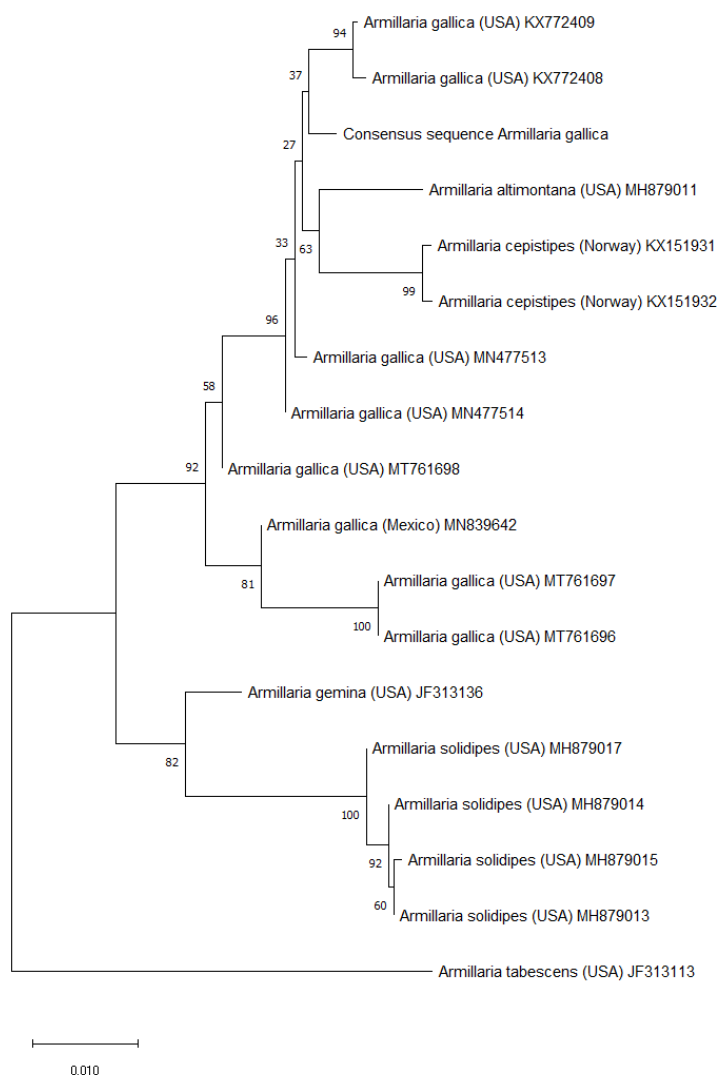 94
Armillaria gallica (USA) KX772409
37
Armillaria gallica (USA) KX772408
Consensus sequence Armillaria gallica
27
Armillaria altimontana (USA) MH879011
33
63
Armillaria cepistipes (Norway) KX151931
99
Armillaria cepistipes (Norway) KX151932
96
Armillaria gallica (USA) MN477513
58
Armillaria gallica (USA) MN477514
92
Armillaria gallica (USA) MT761698
Armillaria gallica (Mexico) MN839642
81
Armillaria gallica (USA) MT761697
100
Armillaria gallica (USA) MT761696
Armillaria gemina (USA) JF313136
82
Armillaria solidipes (USA) MH879017
100
Armillaria solidipes (USA) MH879014
92
Armillaria solidipes (USA) MH879015
60
Armillaria solidipes (USA) MH879013
Armillaria tabescens (USA) JF313113
0.010